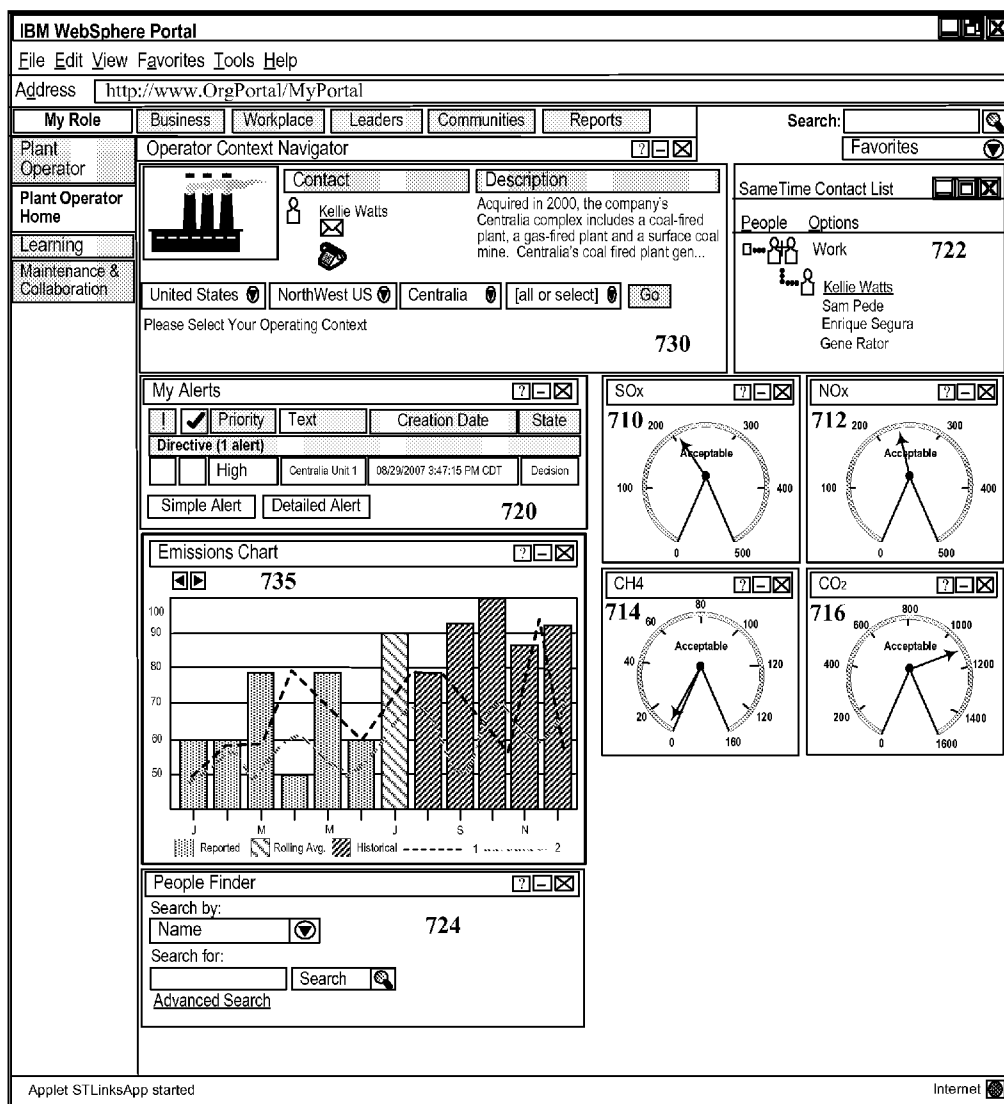 IBM WebSphere Portal
File Edit View Favorites Tools Help
Address http://www.OrgPortal/MyPortal
My Role Business Workplace Leaders Communities Reports Search:
Favorites
Plant
Operator
Plant Operator
Home
Learning
Maintenance &
Collaboration
Operator Context Navigator ? –
Contact Description
Kellie Watts
Acquired in 2000, the company's
Centralia complex includes a coal-fired
plant, a gas-fired plant and a surface coal
mine. Centralia's coal fired plant gen...
United States NorthWest US Centralia [all or select] Go
Please Select Your Operating Context
730
SameTime Contact List
People Options
Work 722
Kellie Watts
Sam Pede
Enrique Segura
Gene Rator
My Alerts ? –
! Priority Text Creation Date State
Directive (1 alert)
High Centralia Unit 1 08/29/2007 3:47:15 PM CDT Decision
Simple Alert Detailed Alert 720
SOx ? –
710
200 300
Acceptable
100 400
0 500
NOx ? –
712
200 300
Acceptable
100 400
0 500
Emissions Chart ? –
735
100
90
80
70
60
50
J M M J S N
Reported Rolling Avg. Historical 1 2
CH4 ? –
714
80
60 100
Acceptable
40 120
20 120
0 160
CO2 ? –
716
800
600 1000
Acceptable
400 1200
200 1400
0 1600
People Finder ? –
Search by:
Name 724
Search for:
Search
Advanced Search
Applet STLinksApp started Internet